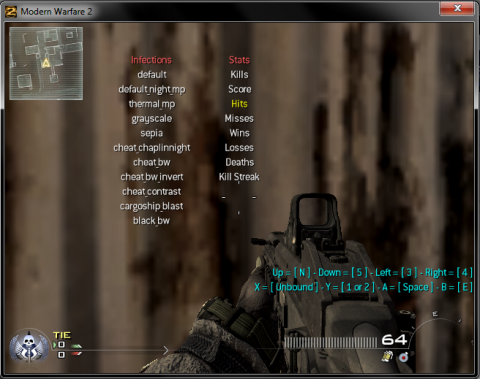 Modern Warfare 2
Infections
default
default_night_mp
thermal_mp
grayscale
sepia
cheat_chaplinnight
cheat_bw
cheat_bw_invert
cheat_contrast
cargoship_blast
black_bw
Stats
Kills
Score
Hits
Misses
Wins
Losses
Deaths
Kill Streak
Up = [ N ] - Down = [ 5 ] - Left = [ 3 ] - Right = [ 4 ]
X = [ Unbound ] - Y = [ 1 or 2 ] - A = [ Space ] - B = [ E ]
E
TIE
0
0
64